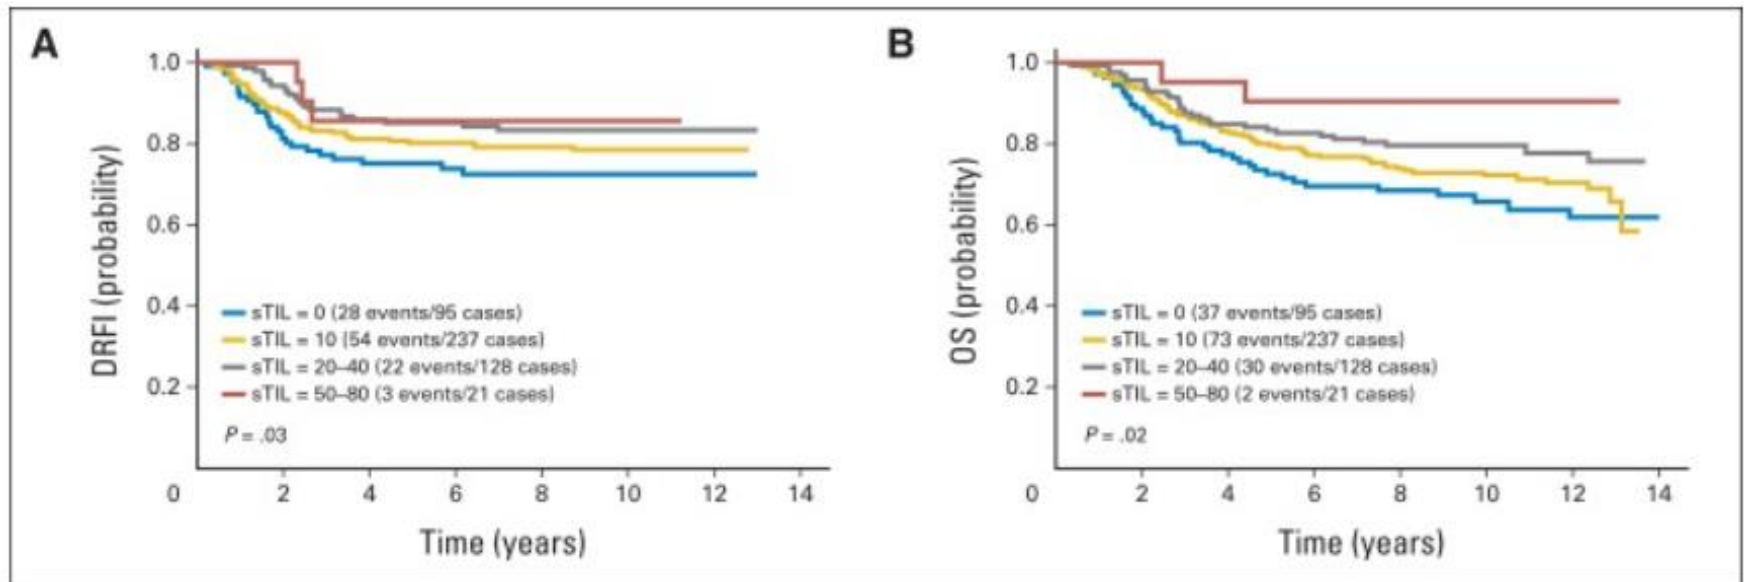 A
DRFI (probability)
1.0
0.8
0.6
0.4
0.2
0
sTIL = 0 (28 events/95 cases)
sTIL = 10 (54 events/237 cases)
sTIL = 20–40 (22 events/128 cases)
sTIL = 50–80 (3 events/21 cases)
P = .03
2 4 6 8 10 12 14
Time (years)
B
OS (probability)
1.0
0.8
0.6
0.4
0.2
0
sTIL = 0 (37 events/95 cases)
sTIL = 10 (73 events/237 cases)
sTIL = 20–40 (30 events/128 cases)
sTIL = 50–80 (2 events/21 cases)
P = .02
2 4 6 8 10 12 14
Time (years)